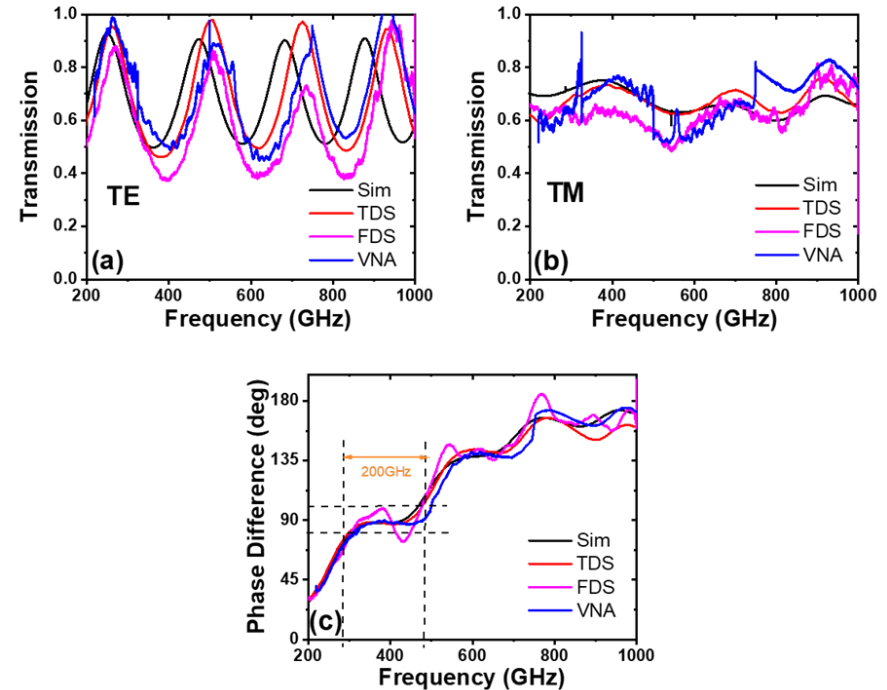 1.0
0.8
0.6
0.4
0.2
0.0
Transmission
TE
Sim
TDS
FDS
VNA
(a)
200 400 600 800 1000
Frequency (GHz)
1.0
0.8
0.6
0.4
0.2
0.0
Transmission
TM
Sim
TDS
FDS
VNA
(b)
200 400 600 800 1000
Frequency (GHz)
180
135
90
45
0
Phase Difference (deg)
200GHz
Sim
TDS
FDS
VNA
(c)
200 400 600 800 1000
Frequency (GHz)